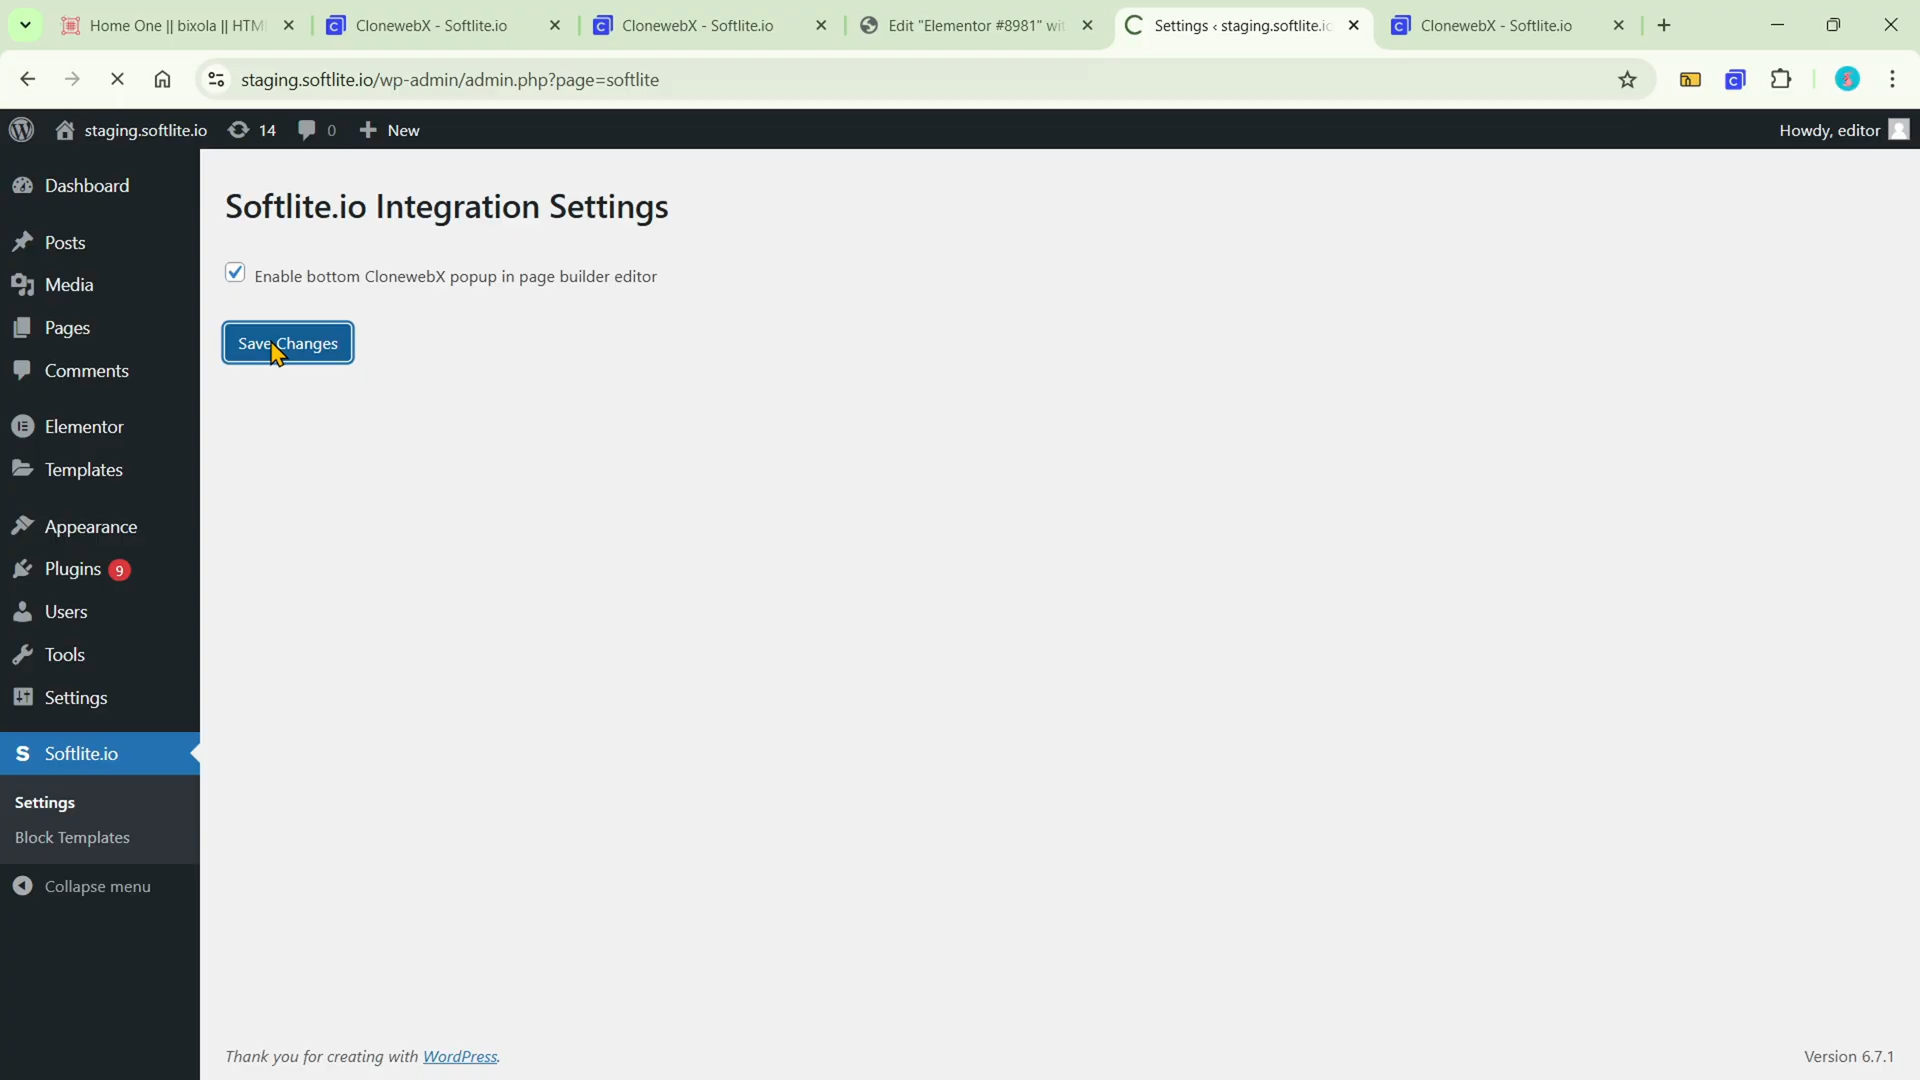 Home One || bixola || HTM
ClonewebX - Softlite.io
ClonewebX - Softlite.io
Edit "Elementor #8981" wit
Settings ‹ staging.softlite.io
ClonewebX - Softlite.io
staging.softlite.io/wp-admin/admin.php?page=softlite
staging.softlite.io
14
0
New
Howdy, editor
Dashboard
Posts
Media
Pages
Comments
Elementor
Templates
Appearance
Plugins 9
Users
Tools
Settings
S Softlite.io
Settings
Block Templates
Collapse menu
Softlite.io Integration Settings
Enable bottom ClonewebX popup in page builder editor
Save Changes
Thank you for creating with WordPress.
Version 6.7.1